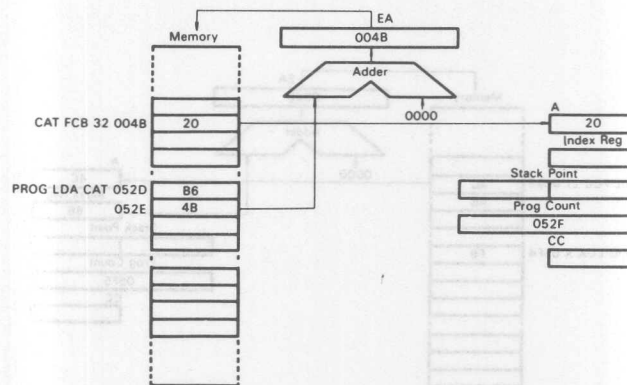 EA
Memory
004B
Adder
A
0000
CAT FCB 32 004B
20
20
Index Reg
Stack Point
PROG LDA CAT 052D
B6
Prog Count
052E
4B
052F
CC